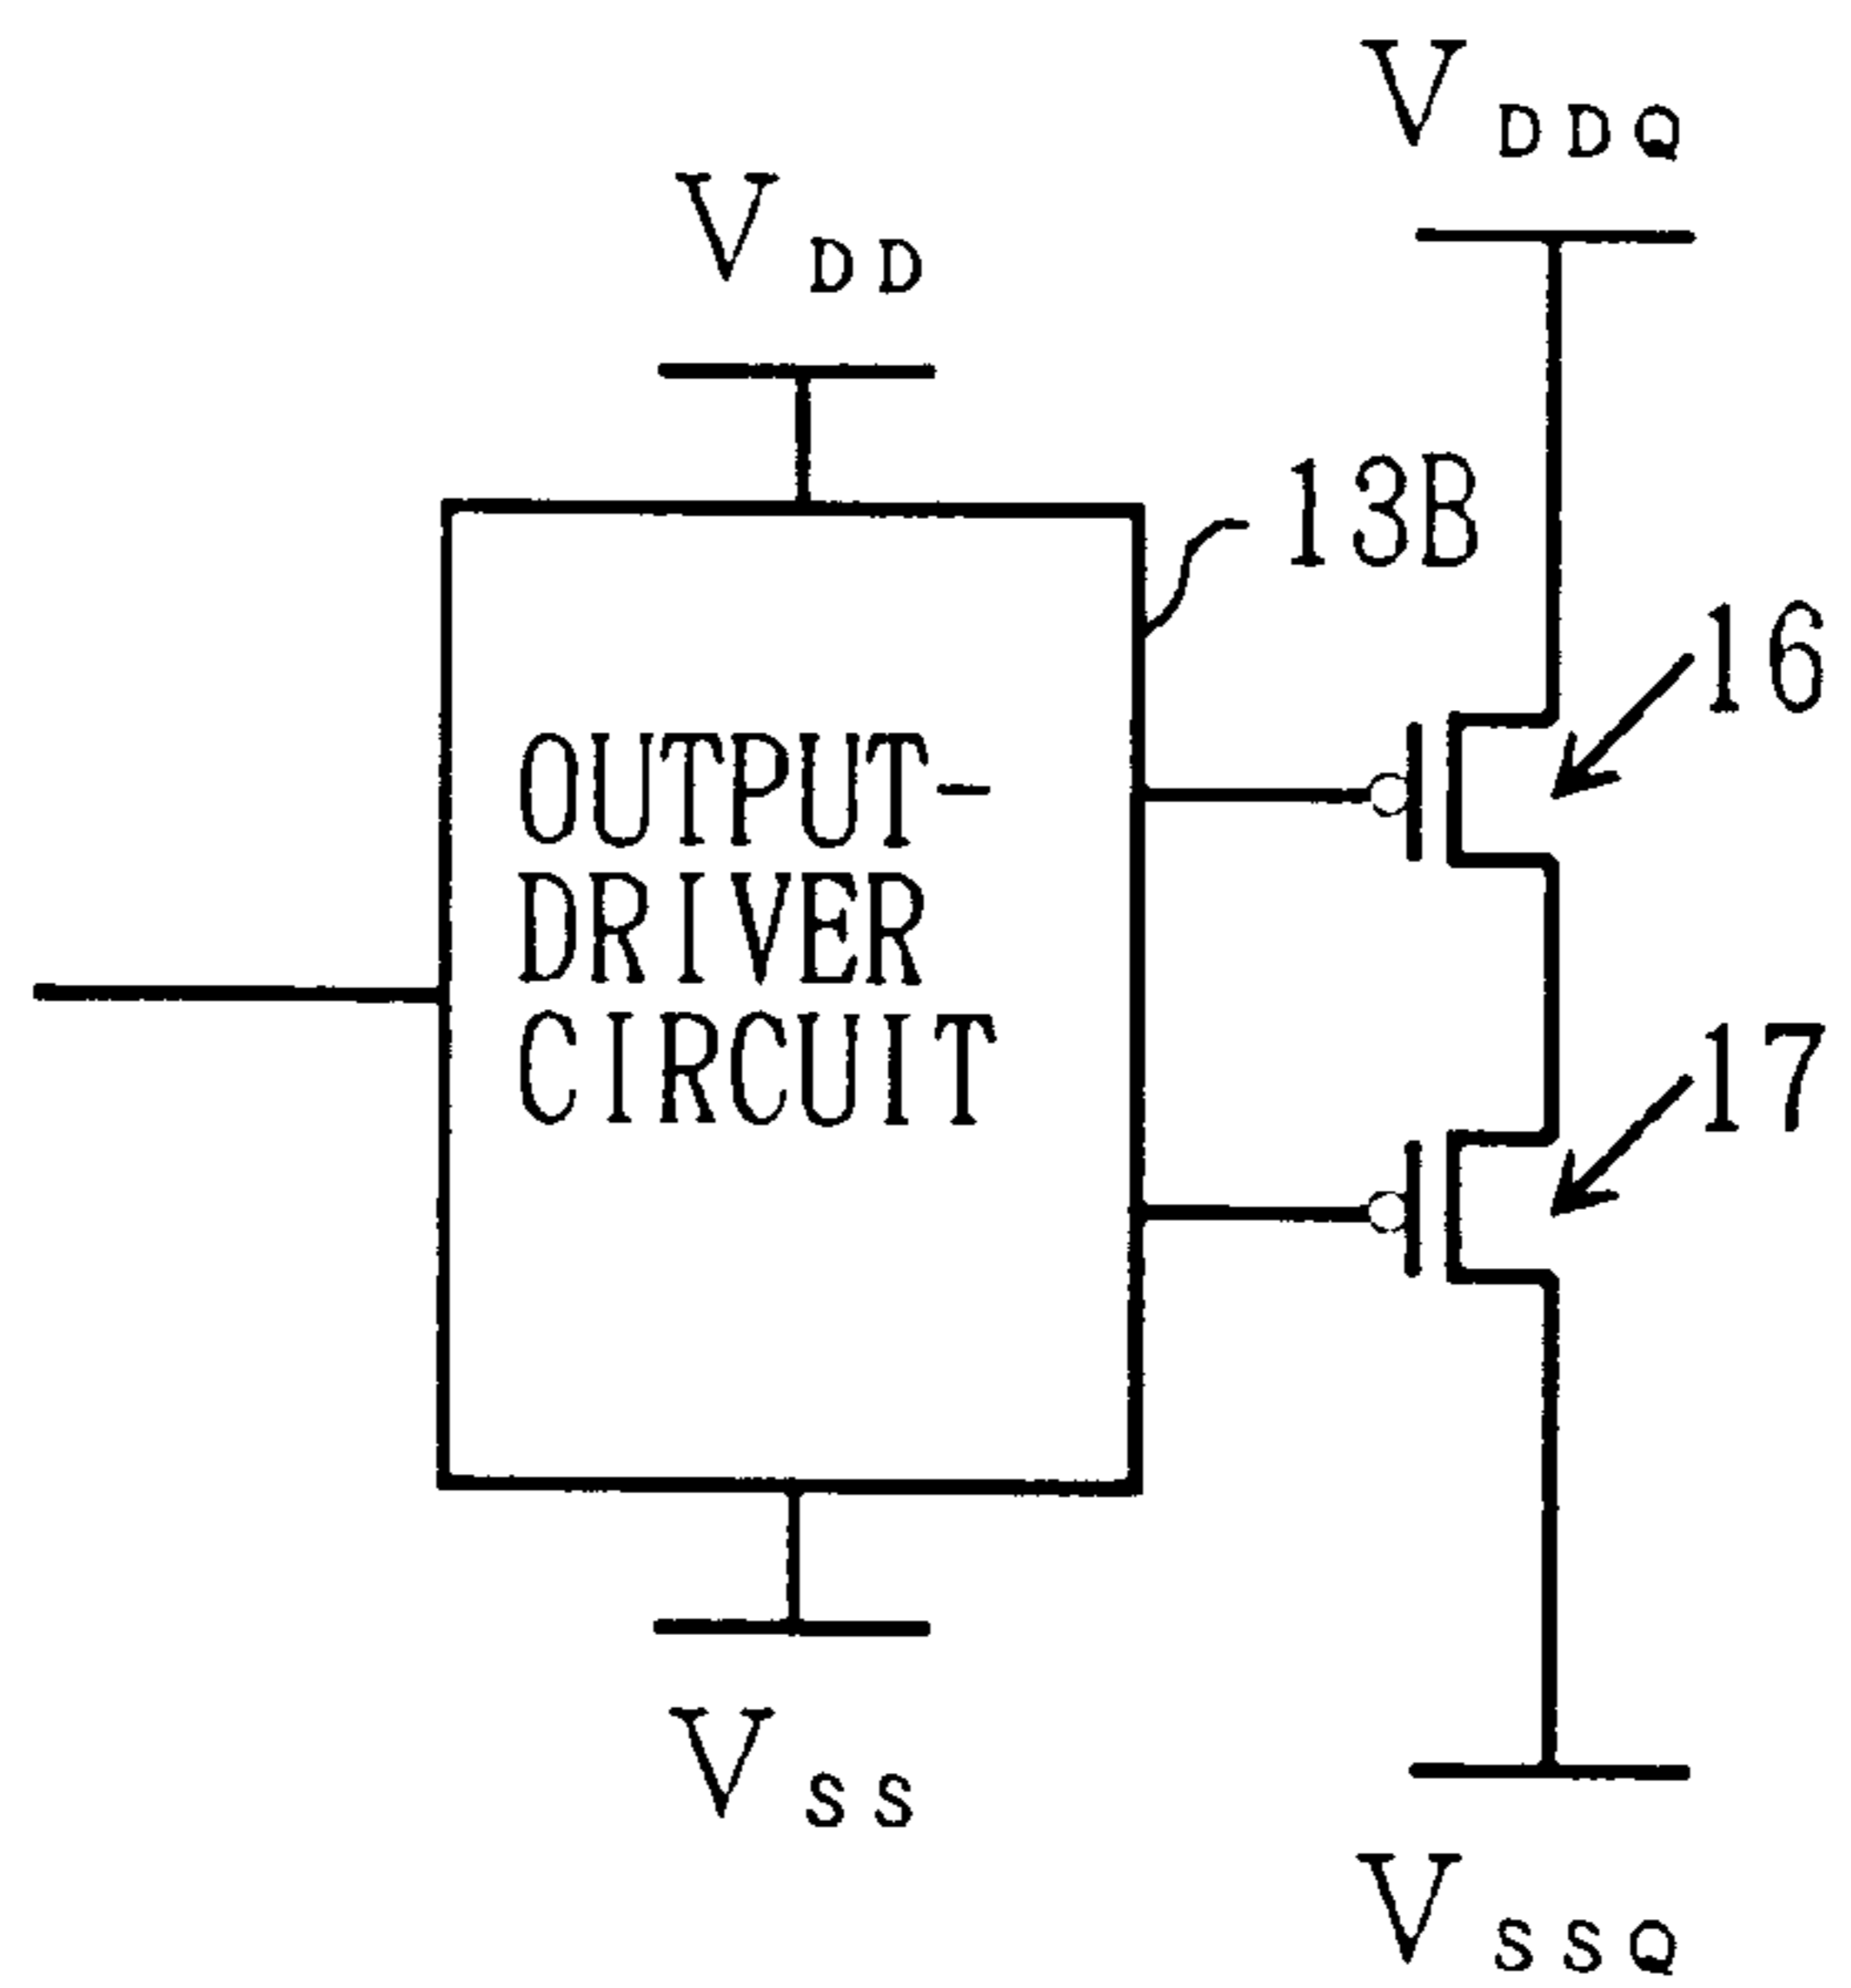 VDDQ
VDD
13B
16
OUTPUT-
DRIVER
CIRCUIT
17
VSS
VSSQ